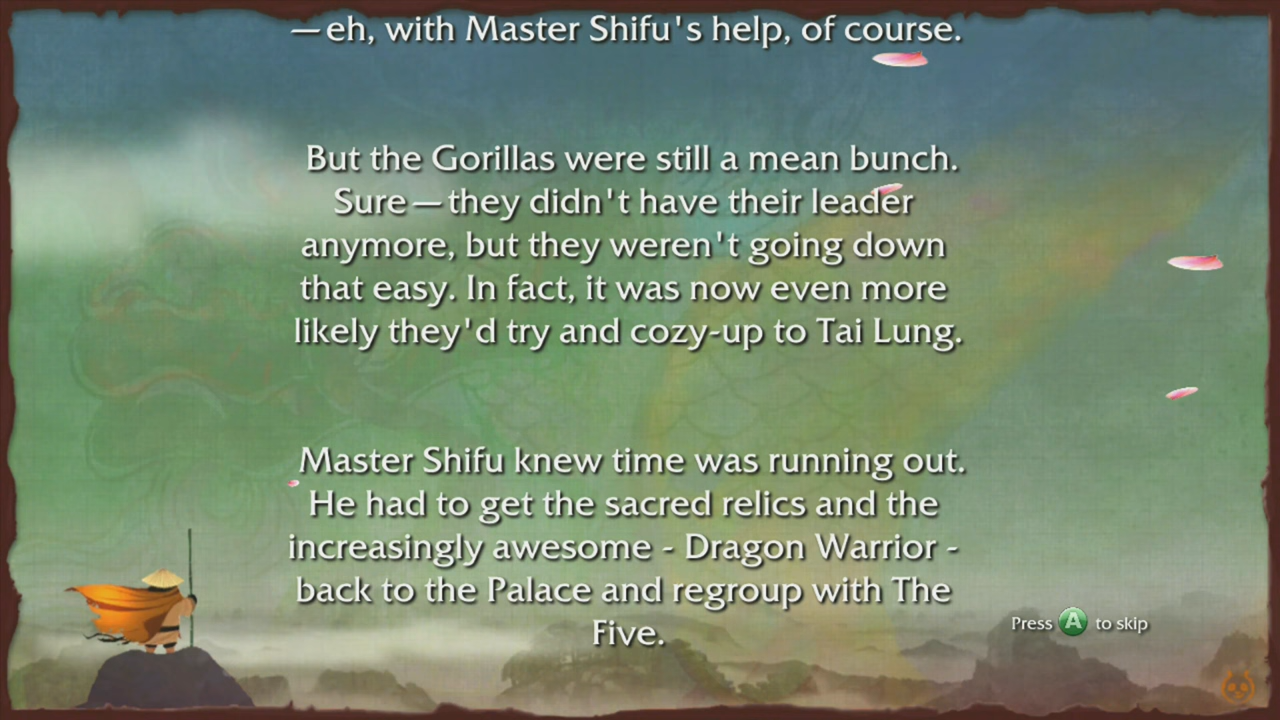 —eh, with Master Shifu's help, of course.
But the Gorillas were still a mean bunch.
Sure—they didn't have their leader
anymore, but they weren't going down
that easy. In fact, it was now even more
likely they'd try and cozy-up to Tai Lung.
Master Shifu knew time was running out.
He had to get the sacred relics and the
increasingly awesome - Dragon Warrior -
back to the Palace and regroup with The
Five.
Press A to skip